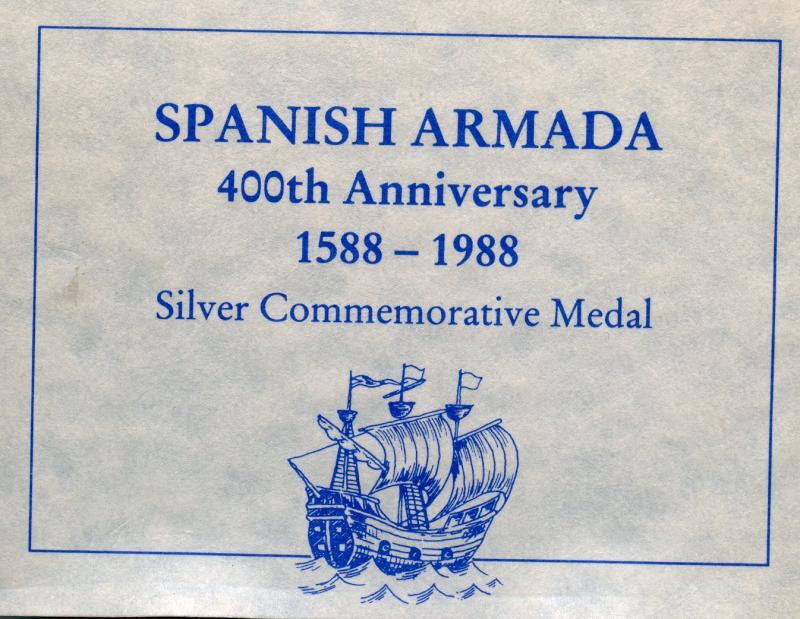 SPANISH ARMADA
400th Anniversary
1588 – 1988
Silver Commemorative Medal